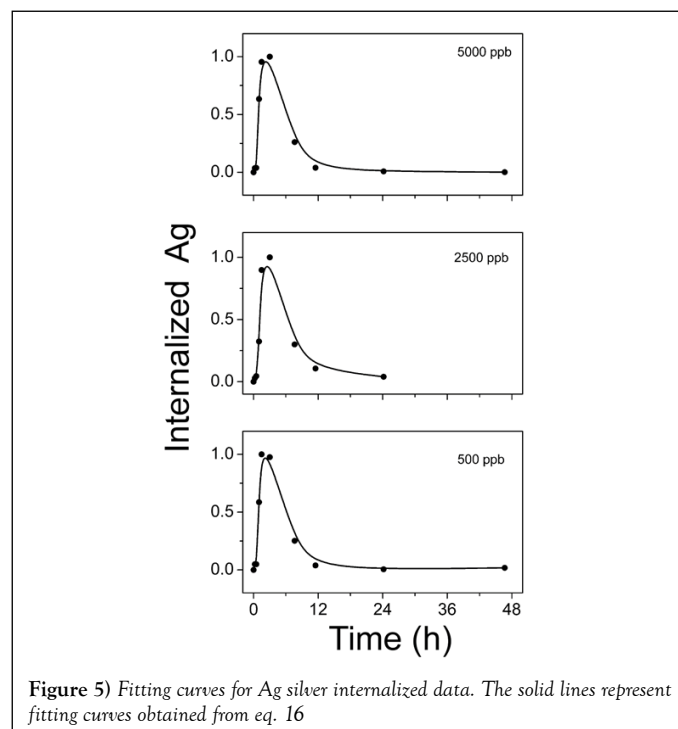 5000 ppb
1.0
0.5
0.0
2500 ppb
1.0
0.5
0.0
Internalized Ag
500 ppb
1.0
0.5
0.0
0 12 24 36 48
Time (h)
Figure 5) Fitting curves for Ag silver internalized data. The solid lines represent
fitting curves obtained from eq. 16